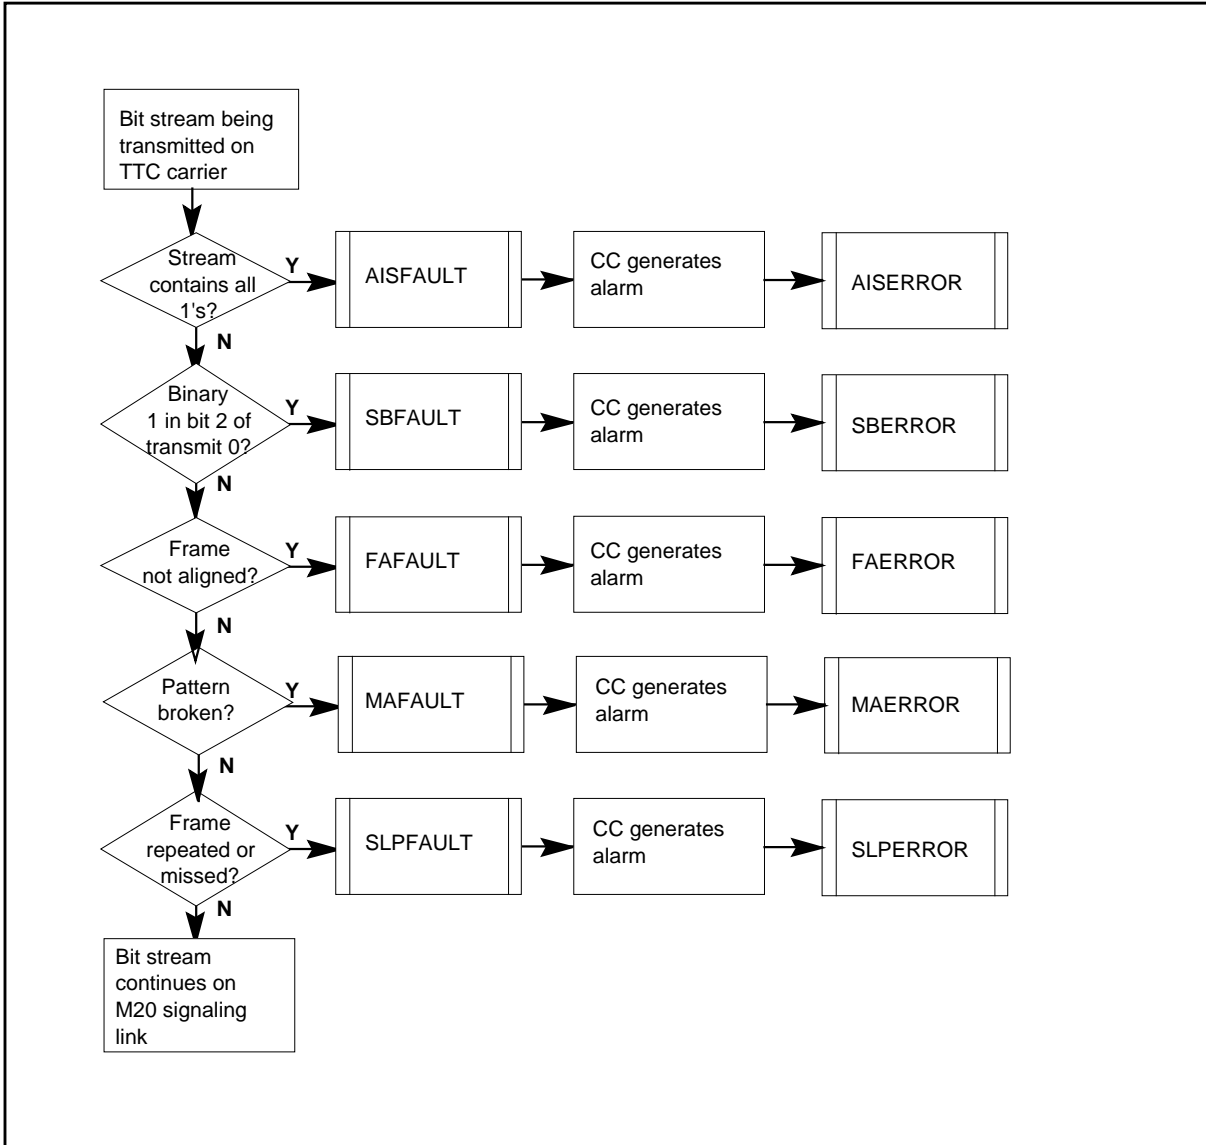 Bit stream being
transmitted on
TTC carrier
Stream
contains all
1's?
Y
AISFAULT
CC generates
alarm
AISERROR
N
Binary
1 in bit 2 of
transmit 0?
Y
SBFAULT
CC generates
alarm
SBERROR
N
Frame
not aligned?
Y
FAFAULT
CC generates
alarm
FAERROR
N
Pattern
broken?
Y
MAFAULT
CC generates
alarm
MAERROR
N
Frame
repeated or
missed?
Y
SLPFAULT
CC generates
alarm
SLPERROR
N
Bit stream
continues on
M20 signaling
link